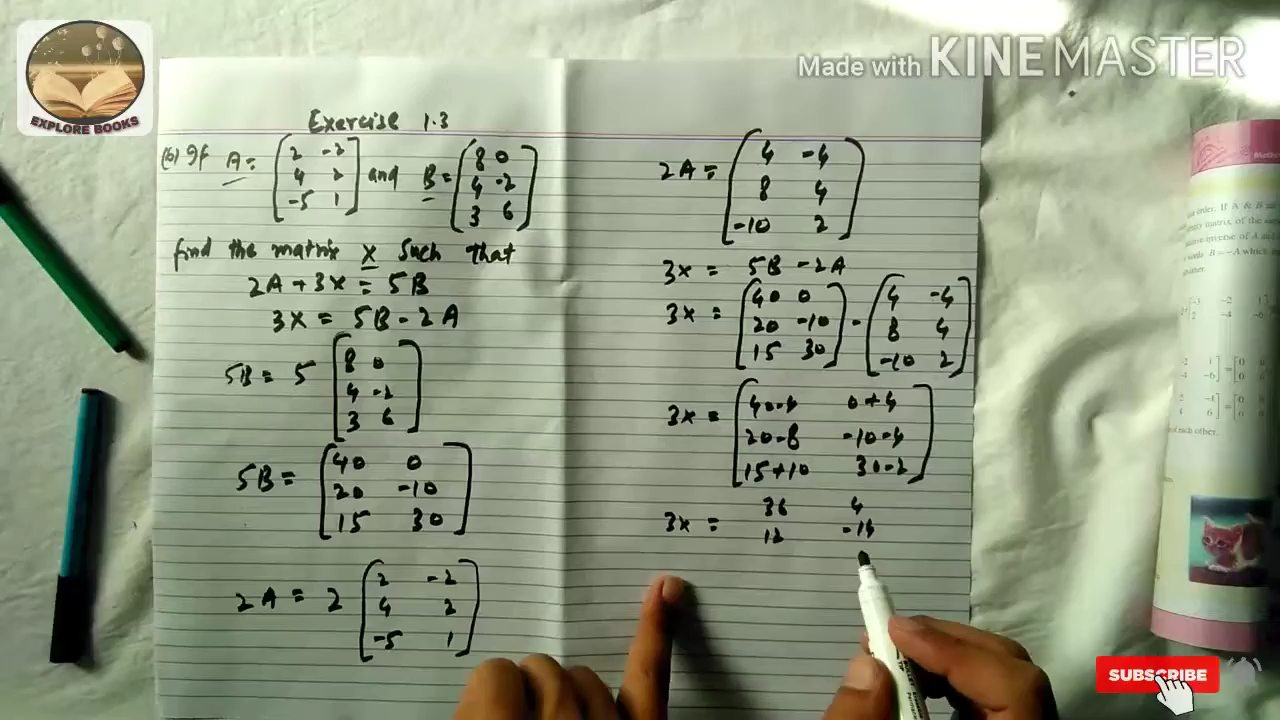 EXPLORE BOOKS
Made with KINEMASTER
Exercise 1.3
(6) If A = [2 -2
4 2
-5 1] and B = [8 0
4 -2
3 6]
find the matrix X such that
2A + 3X = 5B
3X = 5B - 2A
5B = 5 [8 0
4 -2
3 6]
5B = [40 0
20 -10
15 30]
2A = 2 [2 -2
4 2
-5 1]
2A = [4 -4
8 4
-10 2]
3X = 5B - 2A
3X = [40 0
20 -10
15 30] - [4 -4
8 4
-10 2]
3X = [40-4 0+4
20-8 -10-4
15+10 30-2]
3X = 36 4
12 -14
of each other.
SUBSCRIBE